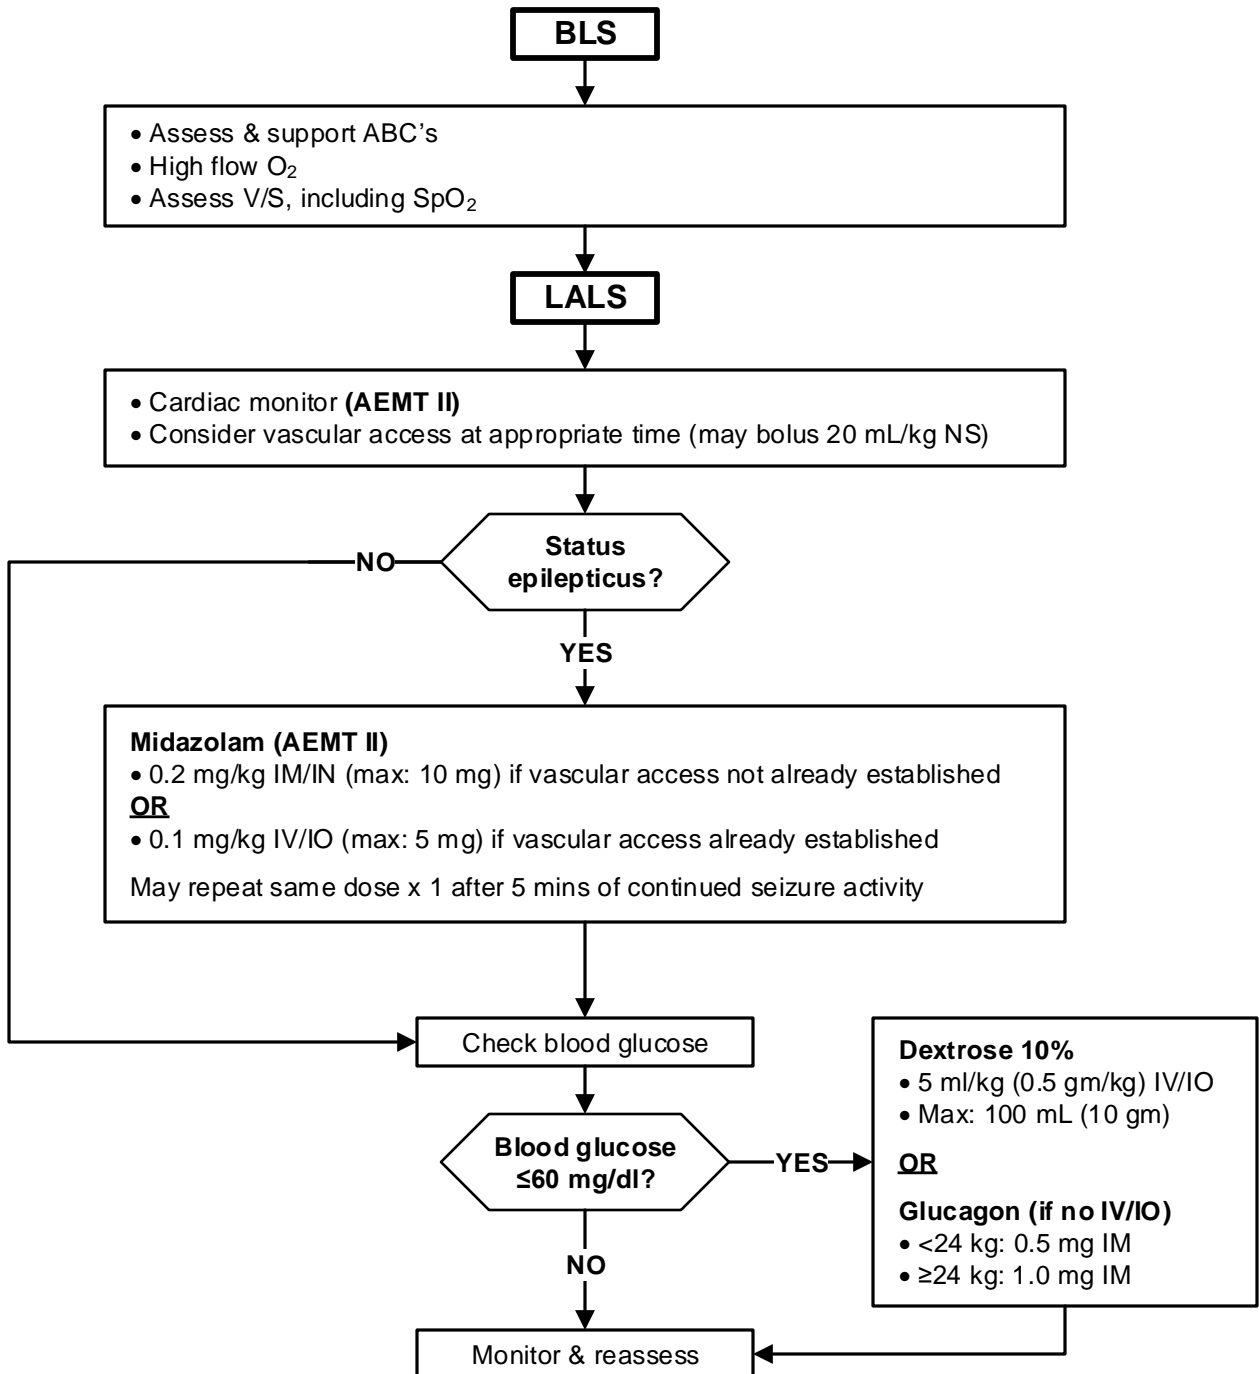 BLS
• Assess & support ABC’s
• High flow O₂
• Assess V/S, including SpO₂
LALS
• Cardiac monitor (AEMT II)
• Consider vascular access at appropriate time (may bolus 20 mL/kg NS)
Status
epilepticus?
NO
YES
Midazolam (AEMT II)
• 0.2 mg/kg IM/IN (max: 10 mg) if vascular access not already established
OR
• 0.1 mg/kg IV/IO (max: 5 mg) if vascular access already established
May repeat same dose x 1 after 5 mins of continued seizure activity
Check blood glucose
Blood glucose
≤60 mg/dl?
YES
Dextrose 10%
• 5 ml/kg (0.5 gm/kg) IV/IO
• Max: 100 mL (10 gm)
OR
Glucagon (if no IV/IO)
• <24 kg: 0.5 mg IM
• ≥24 kg: 1.0 mg IM
NO
Monitor & reassess